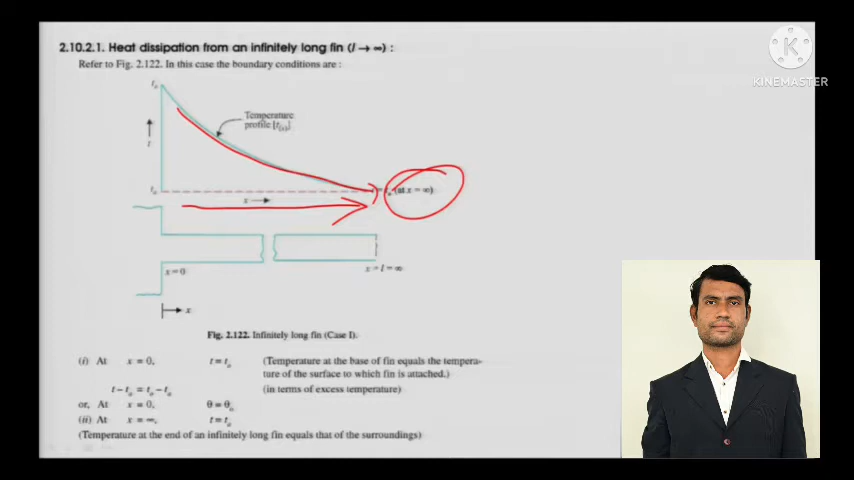 2.10.2.1. Heat dissipation from an infinitely long fin (l → ∞) :
Refer to Fig. 2.122. In this case the boundary conditions are :
K
KINEMASTER
t₀
Temperature
profile [t₍ₓ₎]
t
tₐ
(at x = ∞)
x
x = 0
x = l = ∞
x
Fig. 2.122. Infinitely long fin (Case I).
(i) At x = 0, t = t₀ (Temperature at the base of fin equals the tempera-
ture of the surface to which fin is attached.)
t – tₐ = t₀ – tₐ (in terms of excess temperature)
or, At x = 0, θ = θ₀
(ii) At x = ∞, t = tₐ
(Temperature at the end of an infinitely long fin equals that of the surroundings)